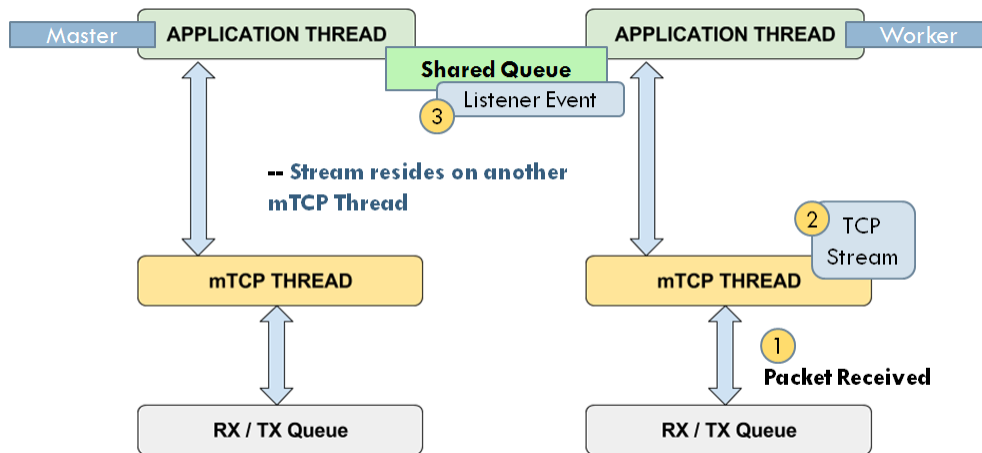 Master
APPLICATION THREAD
APPLICATION THREAD
Worker
Shared Queue
Listener Event
3
-- Stream resides on another
mTCP Thread
2
TCP
Stream
mTCP THREAD
mTCP THREAD
1
Packet Received
RX / TX Queue
RX / TX Queue